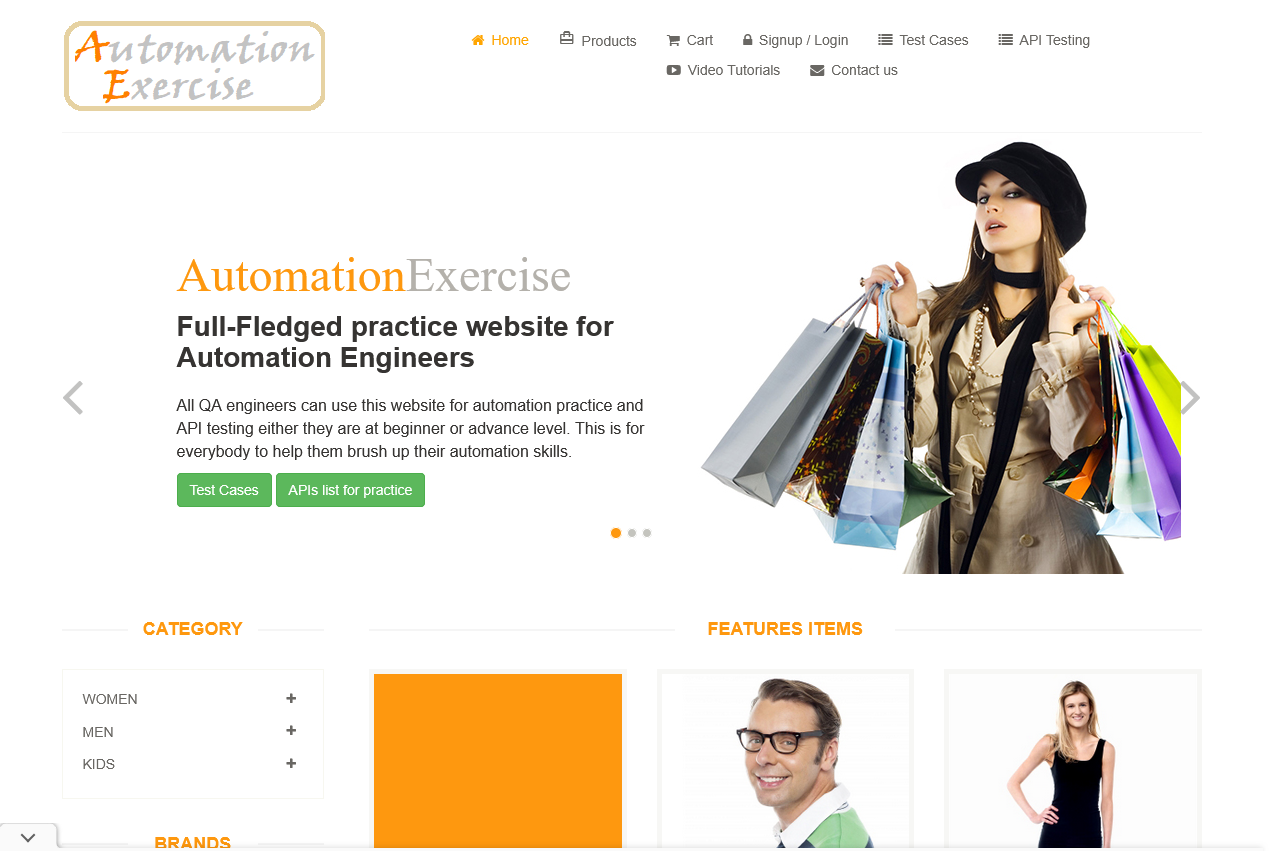 Automation
Exercise
Home Products Cart Signup / Login Test Cases API Testing
Video Tutorials Contact us
AutomationExercise
Full-Fledged practice website for
Automation Engineers
All QA engineers can use this website for automation practice and
API testing either they are at beginner or advance level. This is for
everybody to help them brush up their automation skills.
Test Cases APIs list for practice
CATEGORY
FEATURES ITEMS
WOMEN
MEN
KIDS
BRANDS